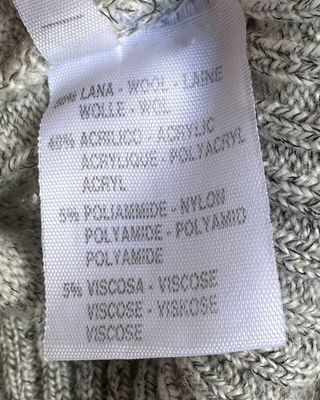 50% LANA - WOOL - LAINE
WOLLE - WOL
40% ACRILICO - ACRYLIC
ACRYLIQUE - POLYACRYL
ACRYL
5% POLIAMMIDE - NYLON
POLYAMIDE - POLYAMID
POLYAMIDE
5% VISCOSA - VISCOSE
VISCOSE - VISKOSE
VISCOSE